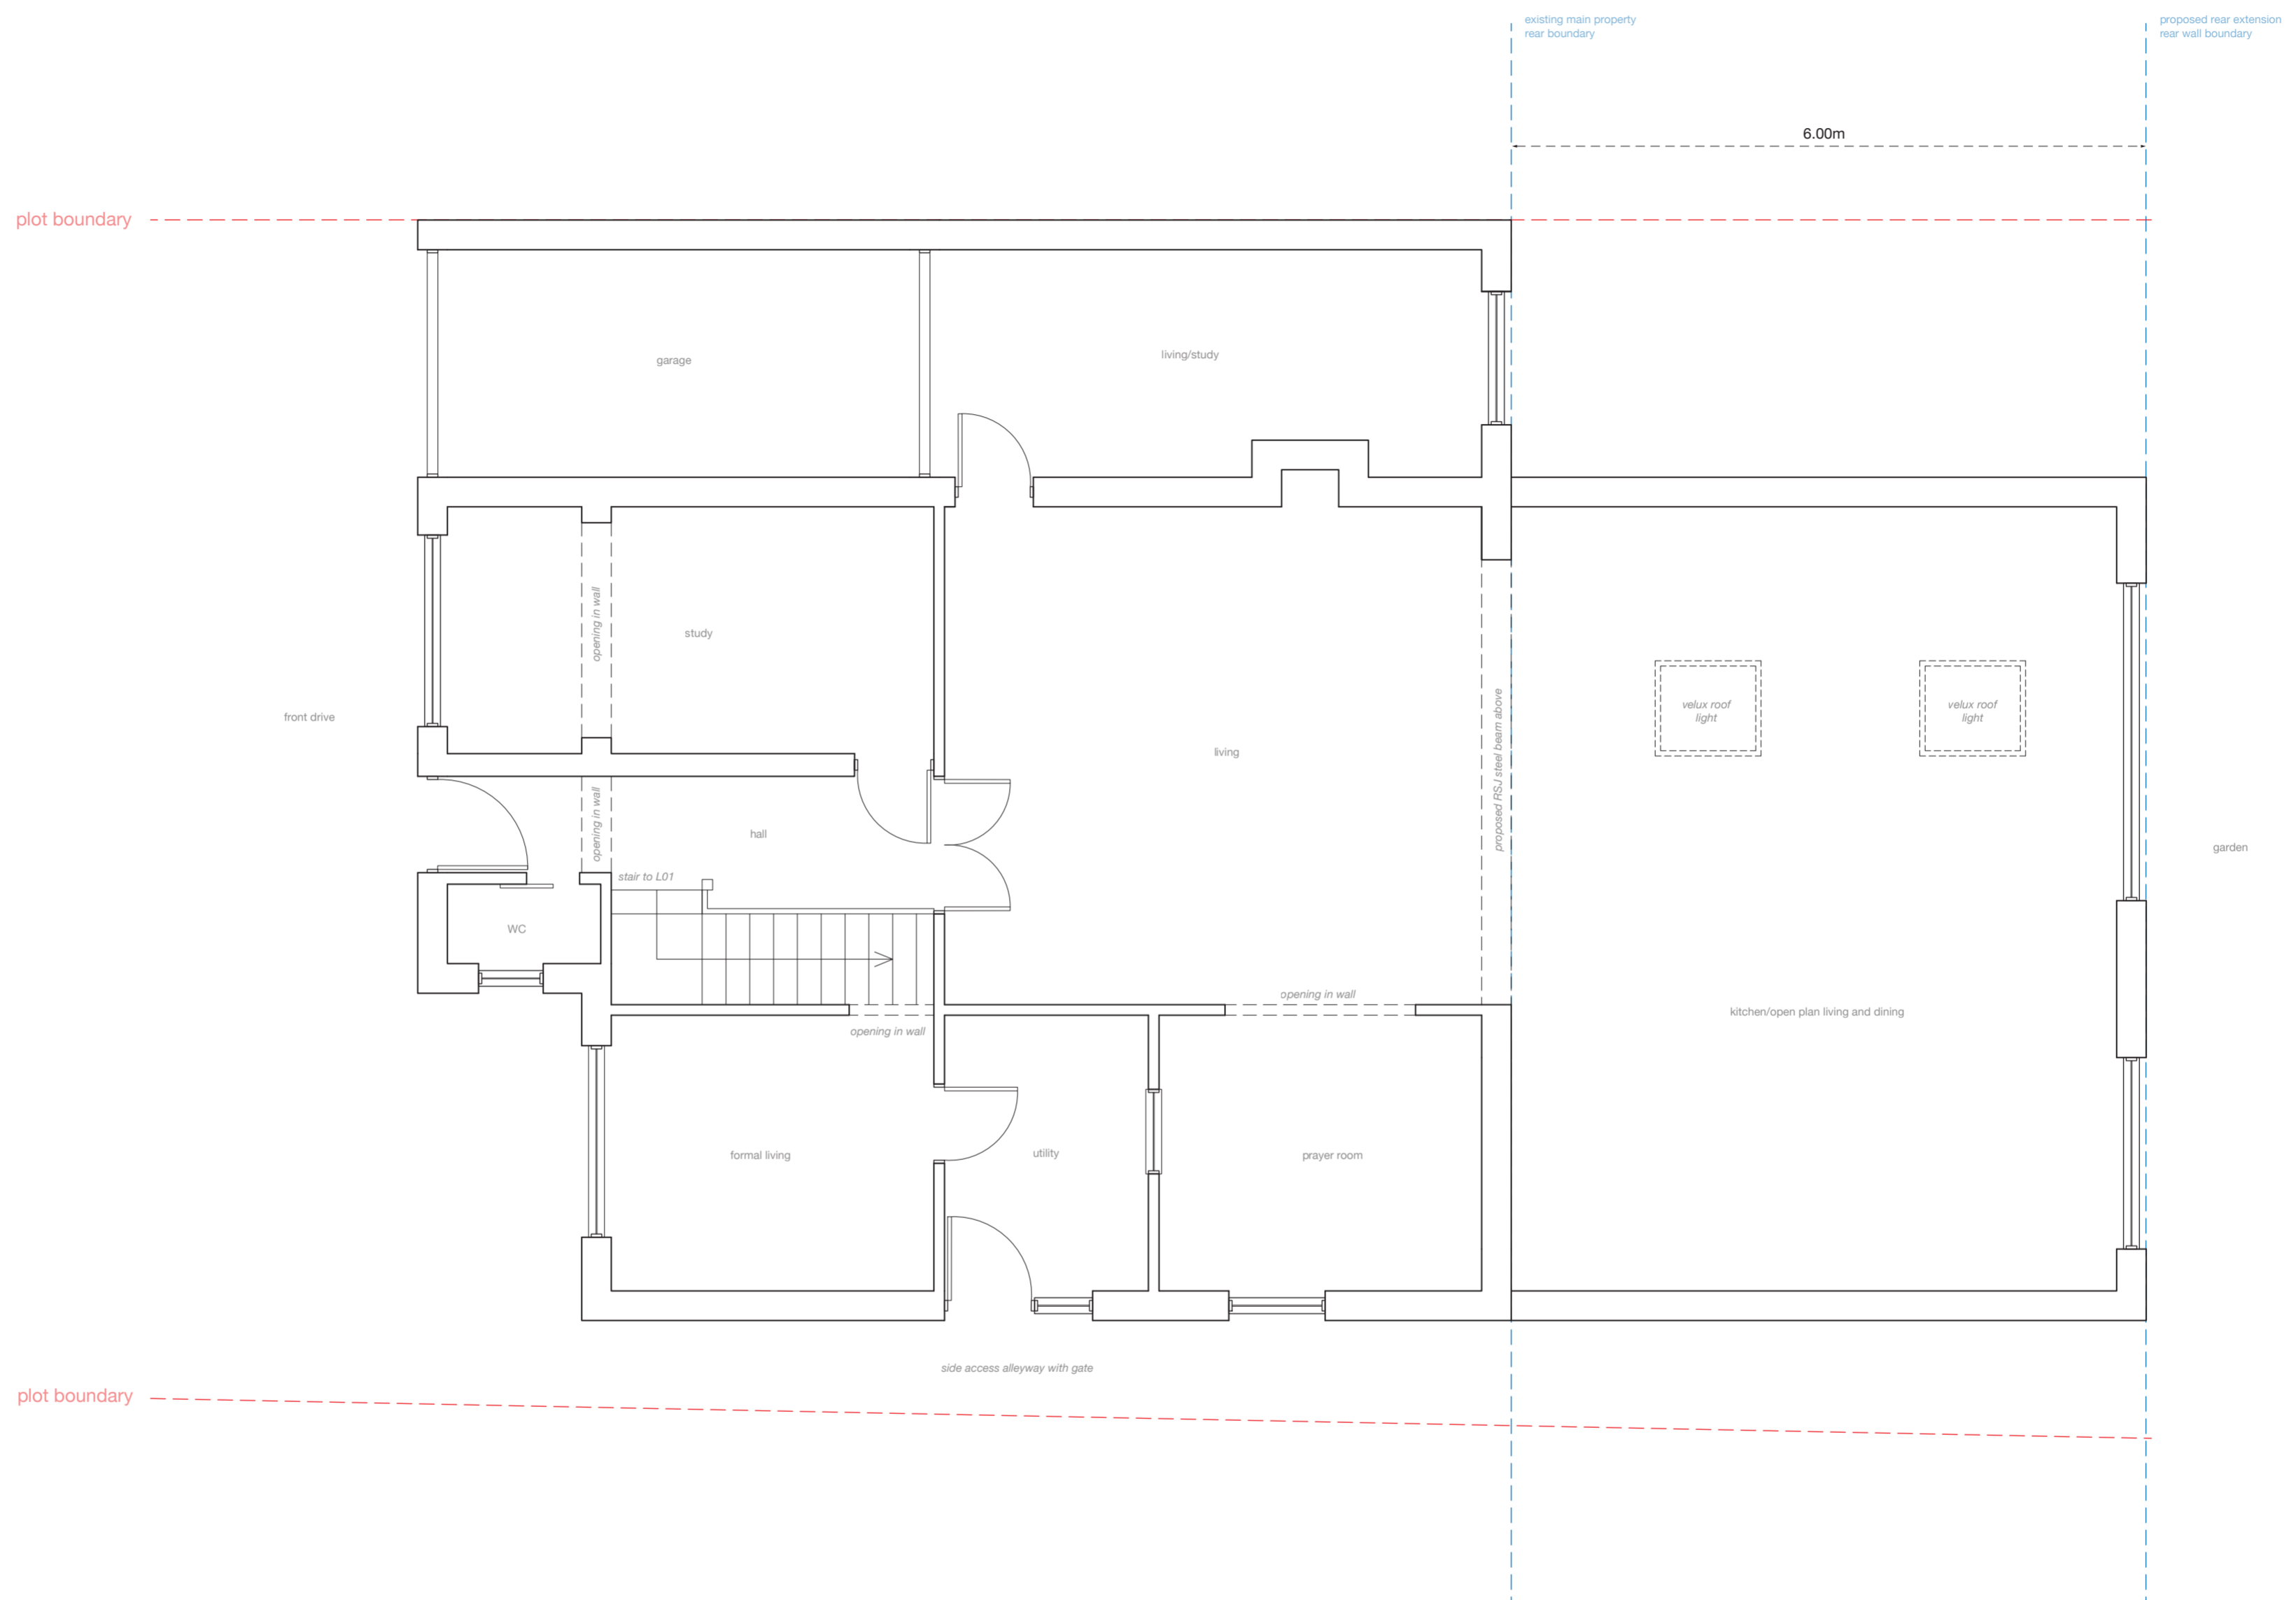 existing main property
rear boundary
proposed rear extension
rear wall boundary
6.00m
plot boundary
garage
living/study
opening in wall
study
front drive
velux roof
light
velux roof
light
proposed RSJ steel beam above
living
opening in wall
hall
garden
stair to L01
WC
opening in wall
kitchen/open plan living and dining
opening in wall
formal living
utility
prayer room
side access alleyway with gate
plot boundary